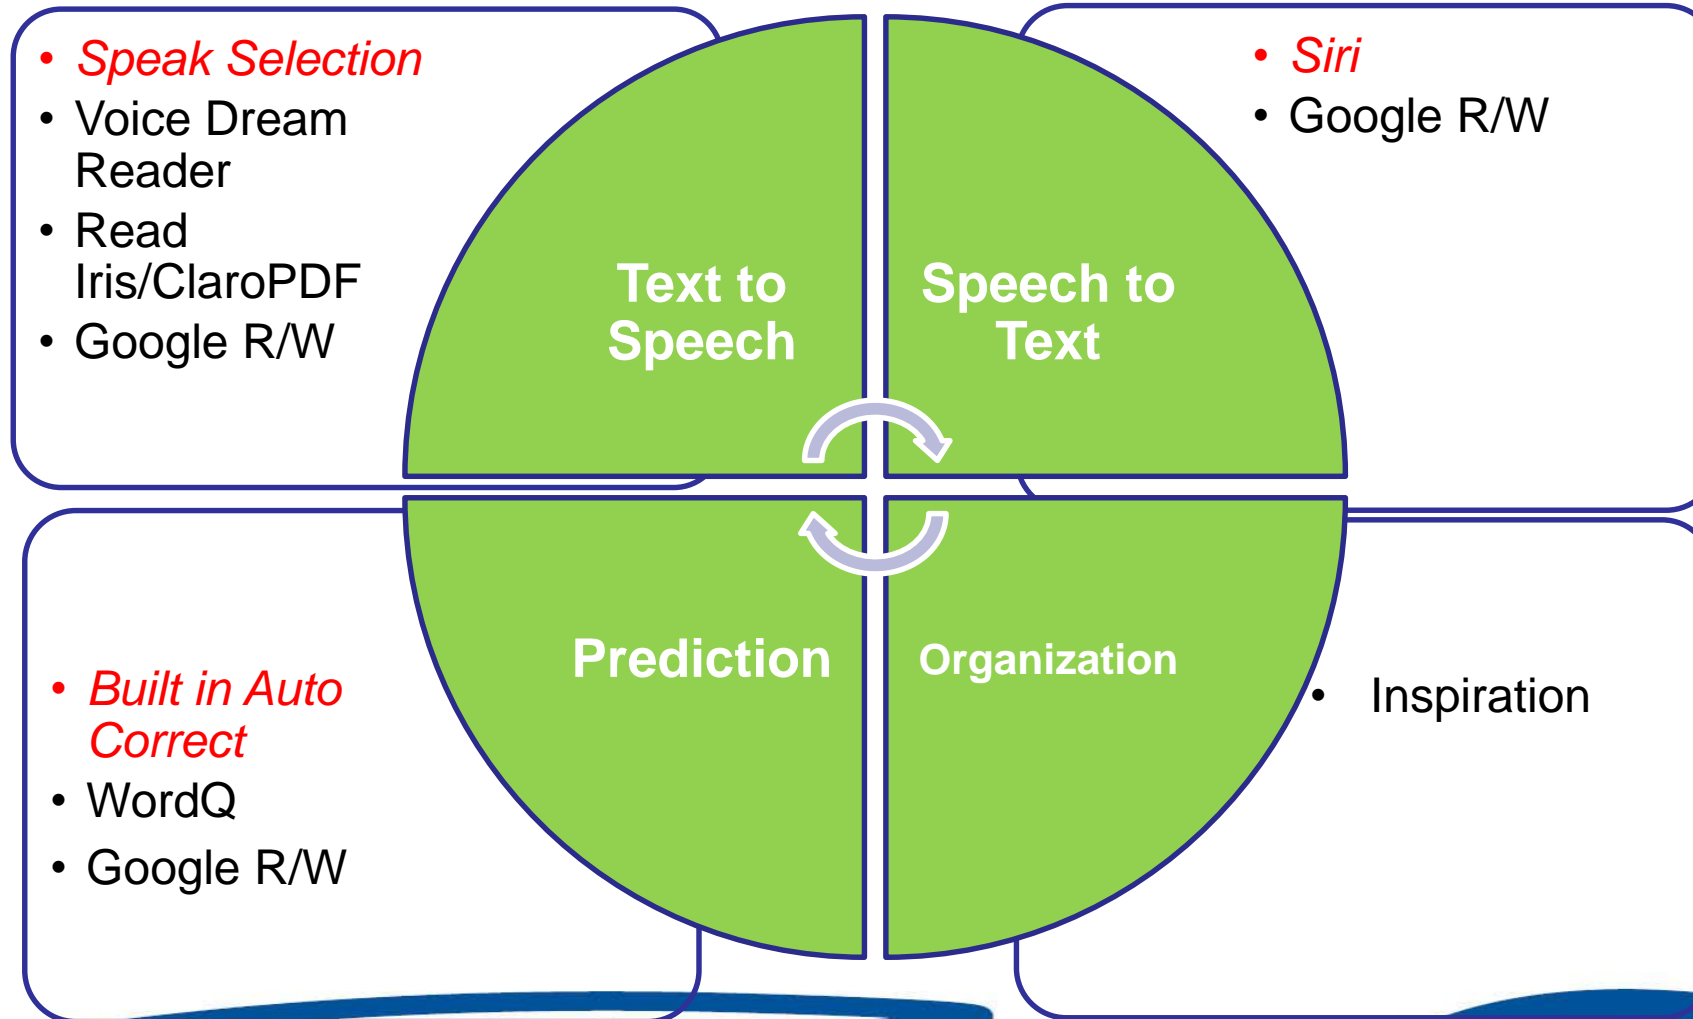 • Speak Selection
• Voice Dream
Reader
• Read
Iris/ClaroPDF
• Google R/W
Text to
Speech
Speech to
Text
• Siri
• Google R/W
• Built in Auto
Correct
• WordQ
• Google R/W
Prediction
Organization
• Inspiration